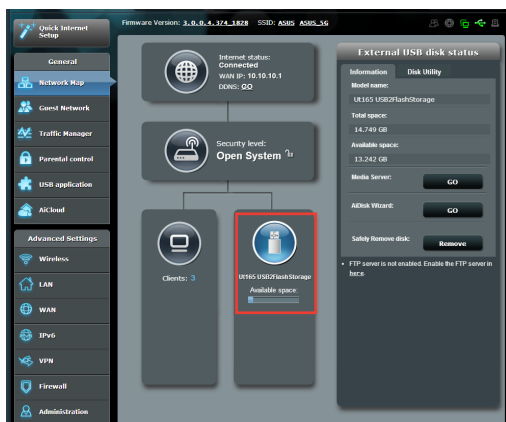 Quick Internet
Setup
Firmware Version: 3.0.0.4.374_1828 SSID: ASUS ASUS_5G
General
Network Map
Guest Network
Traffic Manager
Parental control
USB application
AiCloud
Advanced Settings
Wireless
LAN
WAN
IPv6
VPN
Firewall
Administration
Internet status:
Connected
WAN IP: 10.10.10.1
DDNS: GO
Security level:
Open System
Clients: 3
Ut165 USB2FlashStorage
Available space:
External USB disk status
Information Disk Utility
Model name:
Ut165 USB2FlashStorage
Total space:
14.749 GB
Available space:
13.242 GB
Media Server: GO
AiDisk Wizard: GO
Safely Remove disk: Remove
• FTP server is not enabled. Enable the FTP server in
here.